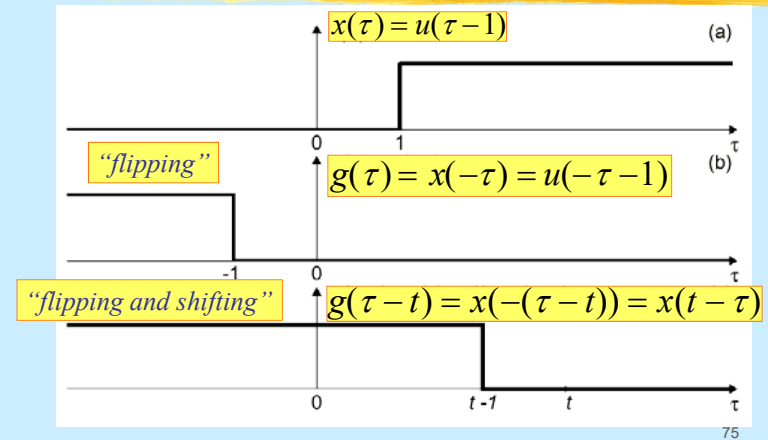 x(τ) = u(τ−1)
(a)
0 1 τ
“flipping”
g(τ) = x(−τ) = u(−τ −1)
(b)
-1 0 τ
“flipping and shifting”
g(τ−t) = x(−(τ−t)) = x(t−τ)
0 t -1 t τ
75